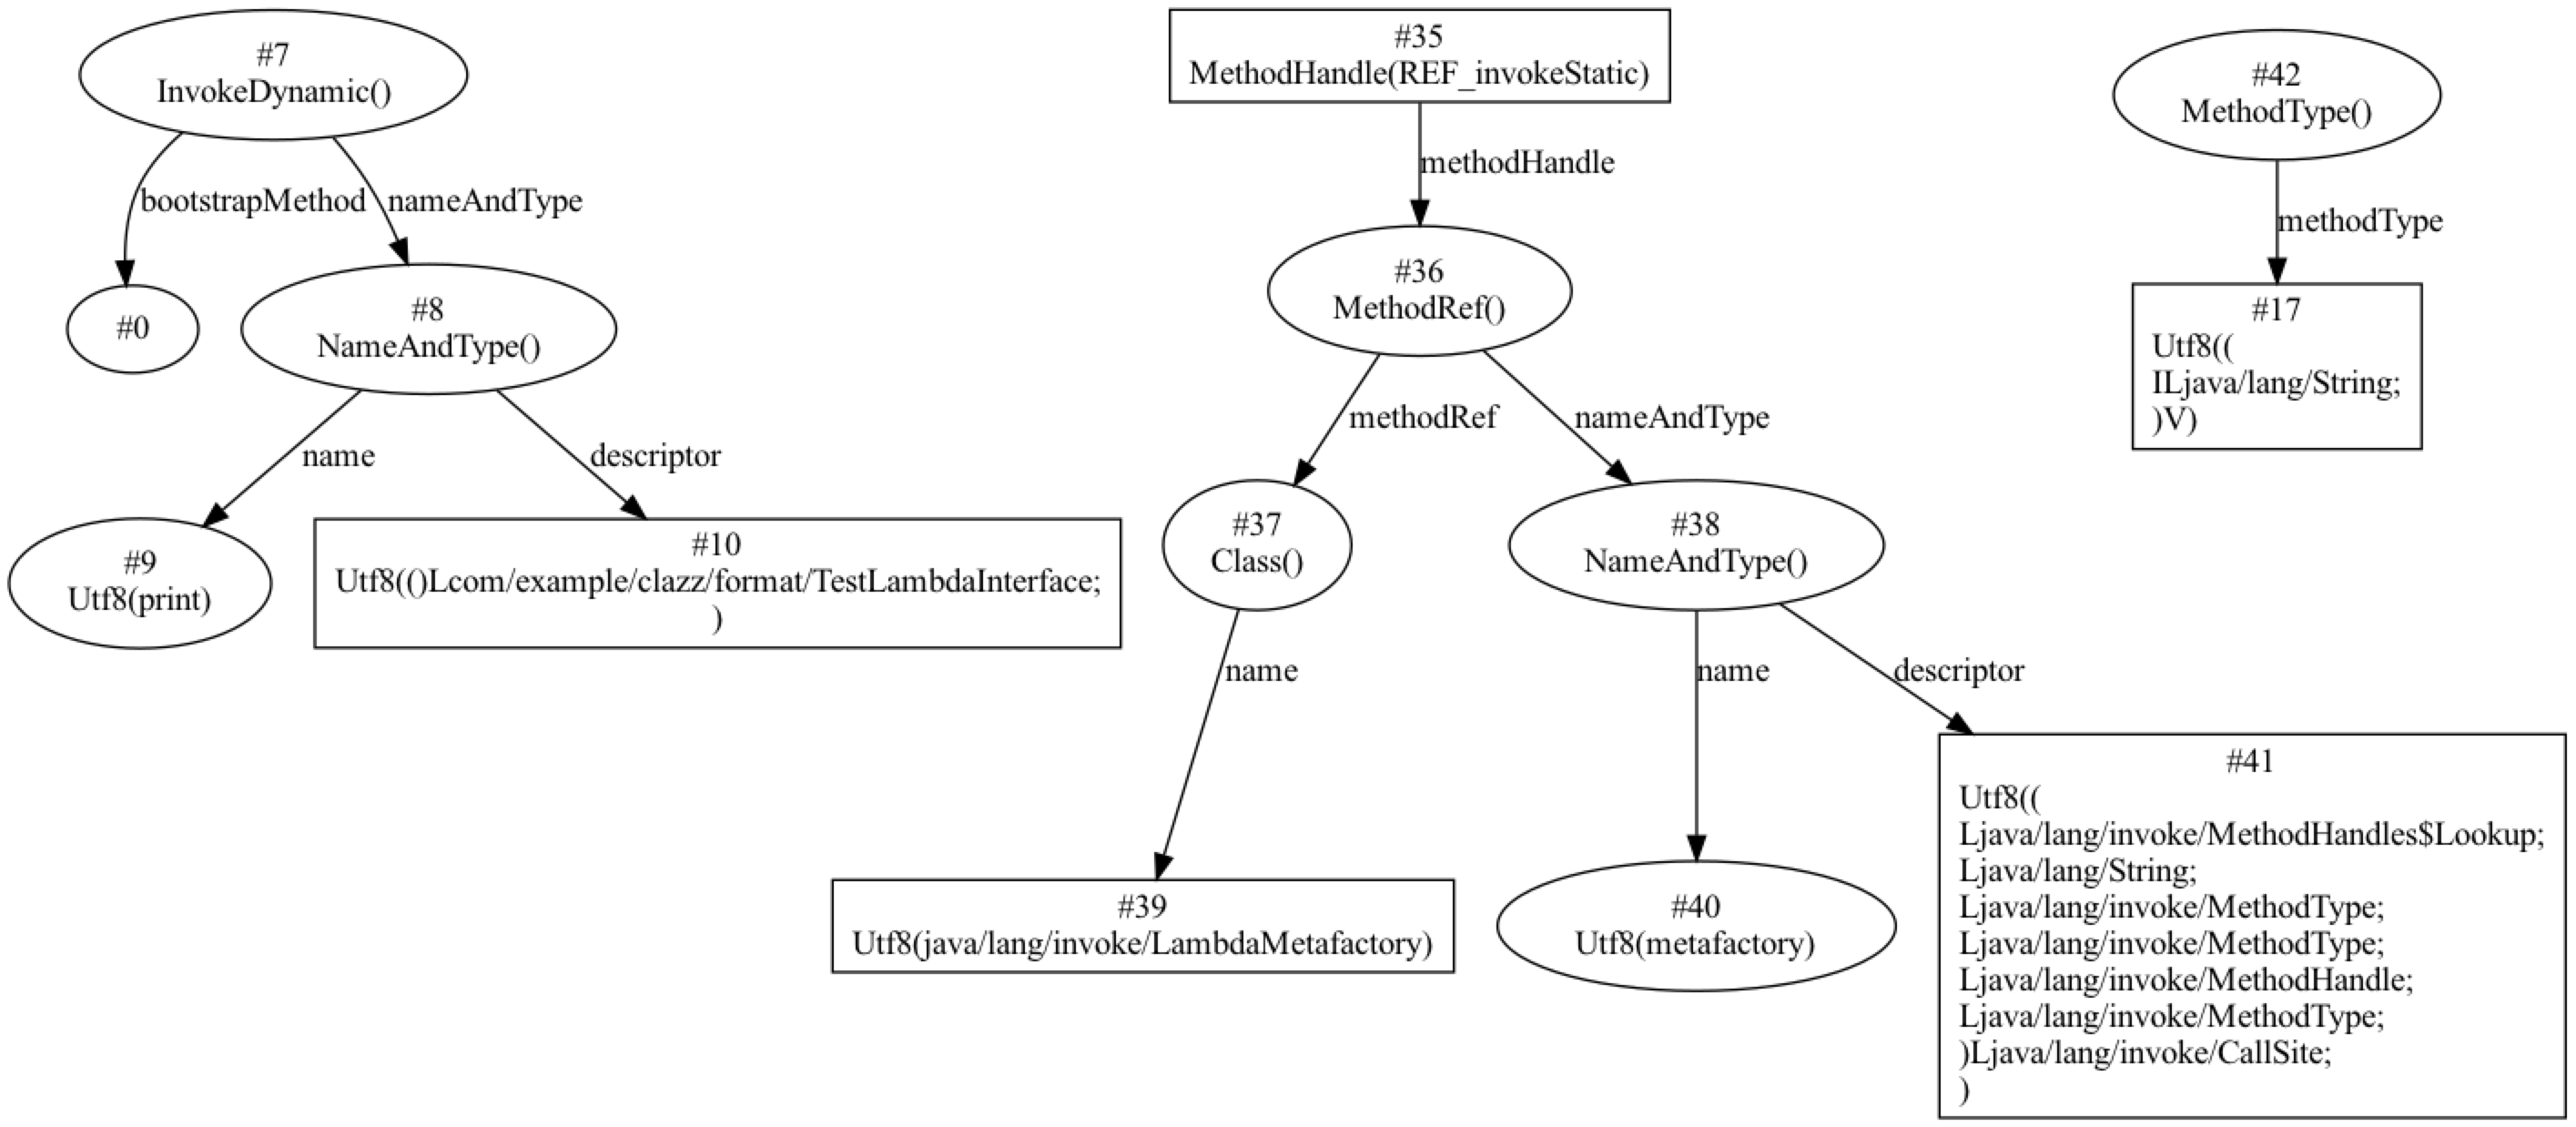 #7
InvokeDynamic()
bootstrapMethod
nameAndType
#0
#8
NameAndType()
name
descriptor
#9
Utf8(print)
#10
Utf8(()Lcom/example/clazz/format/TestLambdaInterface;
)
#35
MethodHandle(REF_invokeStatic)
methodHandle
#36
MethodRef()
methodRef
nameAndType
#37
Class()
#38
NameAndType()
name
name
descriptor
#39
Utf8(java/lang/invoke/LambdaMetafactory)
#40
Utf8(metafactory)
#41
Utf8((
Ljava/lang/invoke/MethodHandles$Lookup;
Ljava/lang/String;
Ljava/lang/invoke/MethodType;
Ljava/lang/invoke/MethodType;
Ljava/lang/invoke/MethodHandle;
Ljava/lang/invoke/MethodType;
)Ljava/lang/invoke/CallSite;
)
#42
MethodType()
methodType
#17
Utf8((
ILjava/lang/String;
)V)